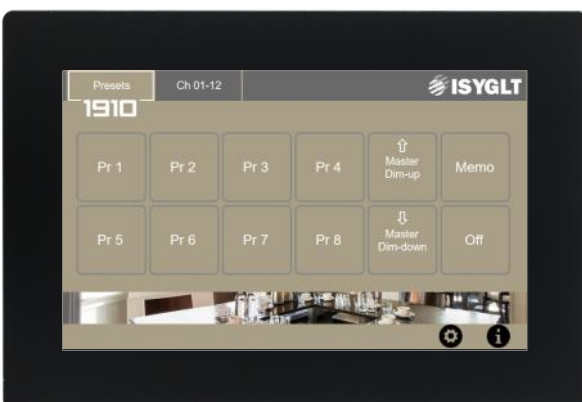 Presets
Ch 01-12
ISYGLT
1910
Pr 1
Pr 2
Pr 3
Pr 4
Master
Dim-up
Memo
Pr 5
Pr 6
Pr 7
Pr 8
Master
Dim-down
Off
i